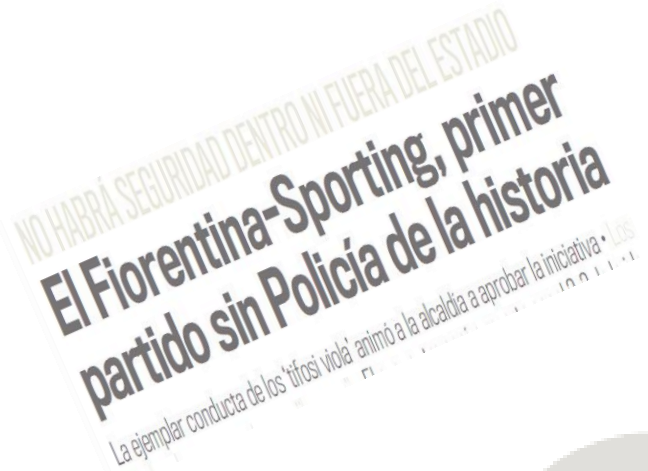 NO HABRÁ SEGURIDAD DENTRO NI FUERA DEL ESTADIO
El Fiorentina-Sporting, primer
partido sin Policía de la historia
La ejemplar conducta de los 'tifosi viola' animó a la alcaldía a aprobar la iniciativa • Los